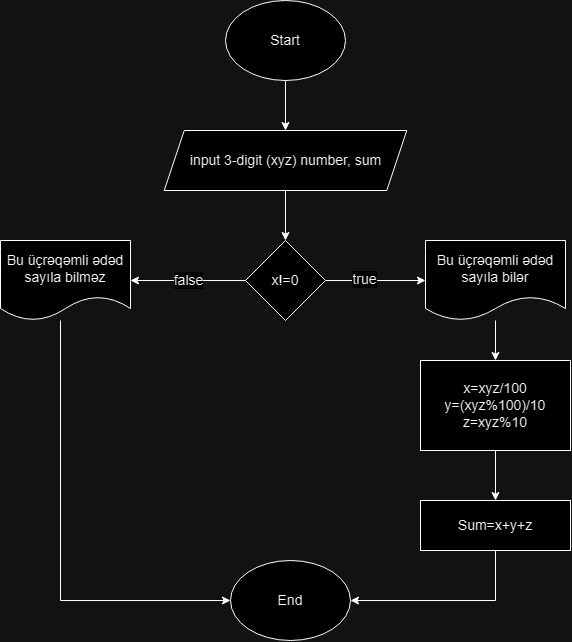 Start
input 3-digit (xyz) number, sum
Bu üçrəqəmli ədəd
sayıla bilməz
false
x!=0
true
Bu üçrəqəmli ədəd
sayıla bilər
x=xyz/100
y=(xyz%100)/10
z=xyz%10
Sum=x+y+z
End